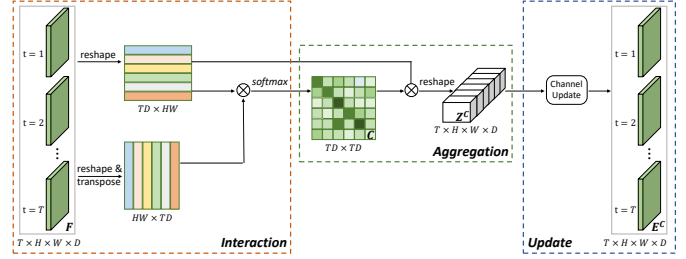 t = 1
t = 2
t = T
F
T × H × W × D
reshape
TD × HW
reshape &
transpose
HW × TD
softmax
Interaction
C
TD × TD
reshape
Z^C
T × H × W × D
Aggregation
Channel
Update
t = 1
t = 2
t = T
E^C
T × H × W × D
Update